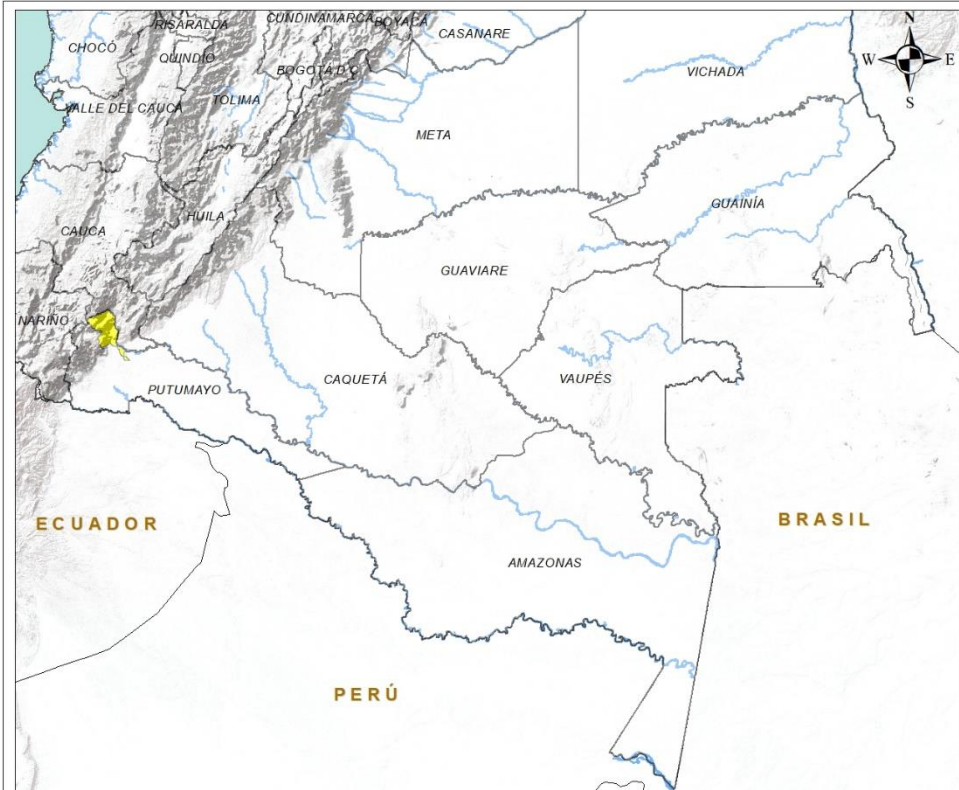 RISARALDA
CUNDINAMARCA
BOYACÁ
CHOCÓ
CASANARE
N
QUINDÍO
W
E
BOGOTÁ D.C
VICHADA
S
VALLE DEL CAUCA
TOLIMA
META
GUAINÍA
HUILA
CAUCA
GUAVIARE
NARIÑO
CAQUETÁ
VAUPÉS
PUTUMAYO
ECUADOR
BRASIL
AMAZONAS
PERÚ